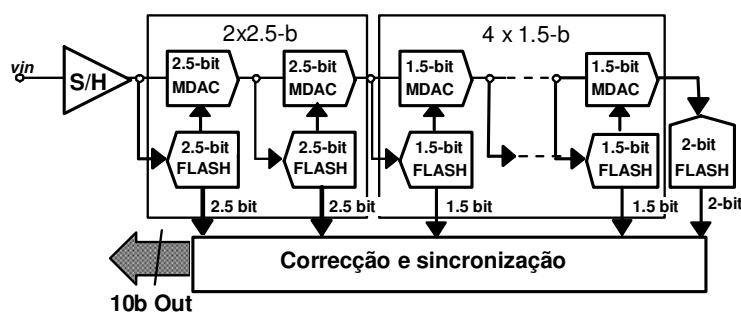 2x2.5-b
4 x 1.5-b
vin
S/H
2.5-bit
MDAC
2.5-bit
MDAC
1.5-bit
MDAC
1.5-bit
MDAC
2.5-bit
FLASH
2.5-bit
FLASH
1.5-bit
FLASH
1.5-bit
FLASH
2-bit
FLASH
2.5 bit
2.5 bit
1.5 bit
1.5 bit
2-bit
Correcção e sincronização
10b Out